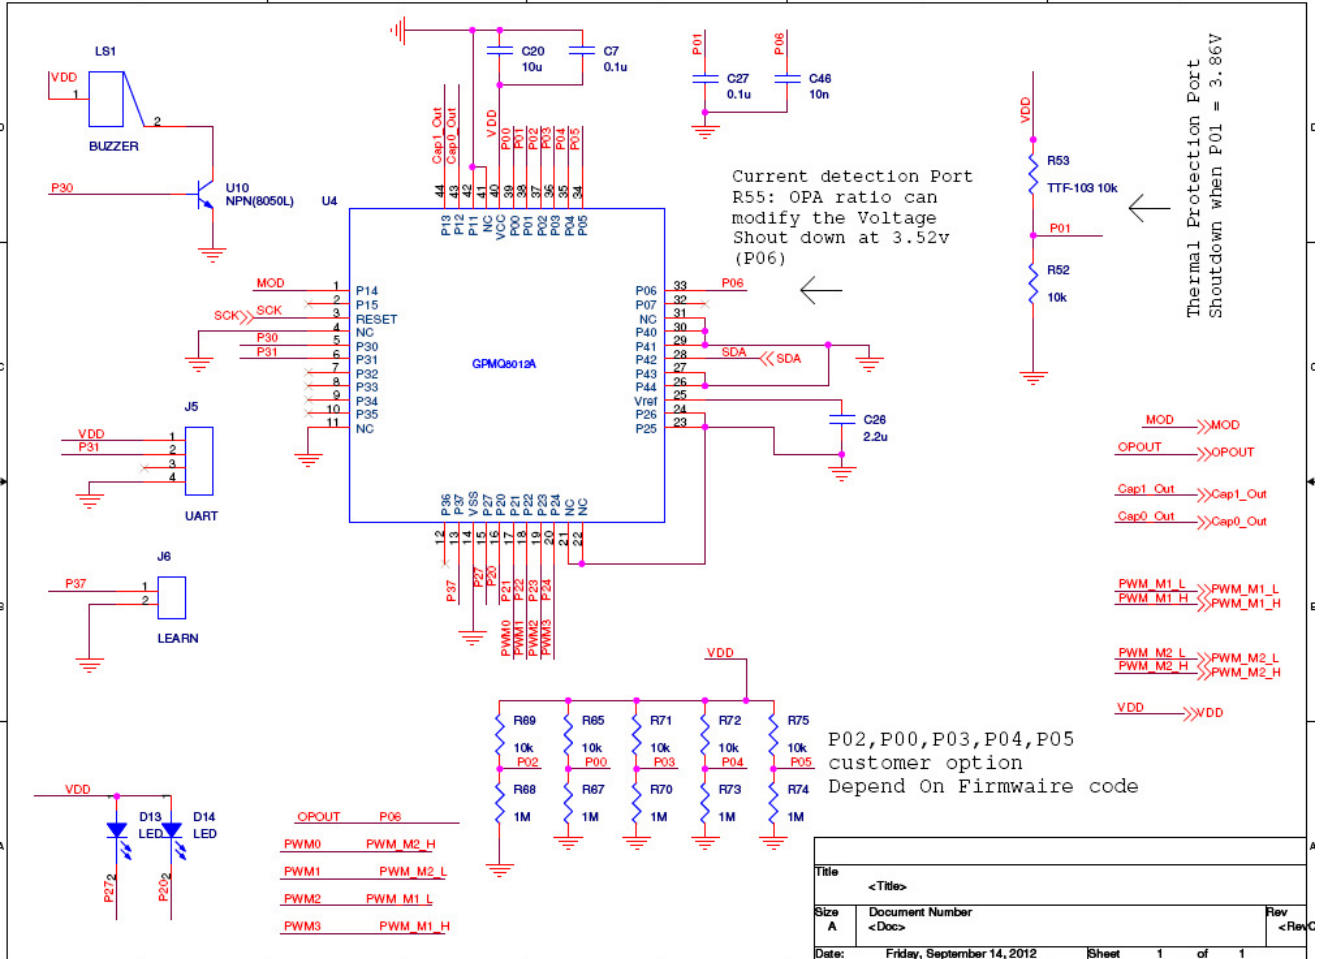 LS1
VDD
1
2
BUZZER
P30
U10
NPN(8050L)
C20
10u
C7
0.1u
P01
P06
C27
0.1u
C46
10n
Cap1_Out
Cap0_Out
VDD
P00
P01
P02
P03
P04
P05
44
43
42
41
40
39
38
37
36
35
34
U4
P13
P12
P11
NC
VCC
P00
P01
P02
P03
P04
P05
Current detection Port
R55: OPA ratio can
modify the Voltage
Shout down at 3.52v
(P06)
VDD
R53
TTF-103 10k
P01
R52
10k
Thermal Protection Port
Shoutdown when P01 = 3.86V
MOD 1 P14
2 P15
SCK SCK 3 RESET
4 NC
P30 5 P30
P31 6 P31
7 P32
8 P33
9 P34
10 P35
11 NC
GPMQ8012A
P06 33 P06
P07 32
NC 31
P40 30
P41 29
P42 28 SDA SDA
P43 27
P44 26
Vref 25
P26 24
P25 23
C26
2.2u
J5
VDD 1
P31 2
3
4
UART
J6
P37 1
2
LEARN
P36
P37
VSS
P27
P20
P21
P22
P23
P24
NC
NC
12
13
14
15
16
17
18
19
20
21
22
P37
P27
P20
P21
P22
P23
P24
PWM0
PWM1
PWM2
PWM3
MOD MOD
OPOUT OPOUT
Cap1_Out Cap1_Out
Cap0_Out Cap0_Out
PWM_M1_L PWM_M1_L
PWM_M1_H PWM_M1_H
PWM_M2_L PWM_M2_L
PWM_M2_H PWM_M2_H
VDD VDD
VDD
R69 R65 R71 R72 R75
10k 10k 10k 10k 10k
P02 P00 P03 P04 P05
R68 R67 R70 R73 R74
1M 1M 1M 1M 1M
P02,P00,P03,P04,P05
customer option
Depend On Firmwaire code
VDD
1 1
D13 D14
LED LED
2 2
P27 P20
OPOUT P06
PWM0 PWM_M2_H
PWM1 PWM_M2_L
PWM2 PWM_M1_L
PWM3 PWM_M1_H
Title
<Title>
Size Document Number Rev
A <Doc>
Date: Friday, September 14, 2012 Sheet 1 of 1